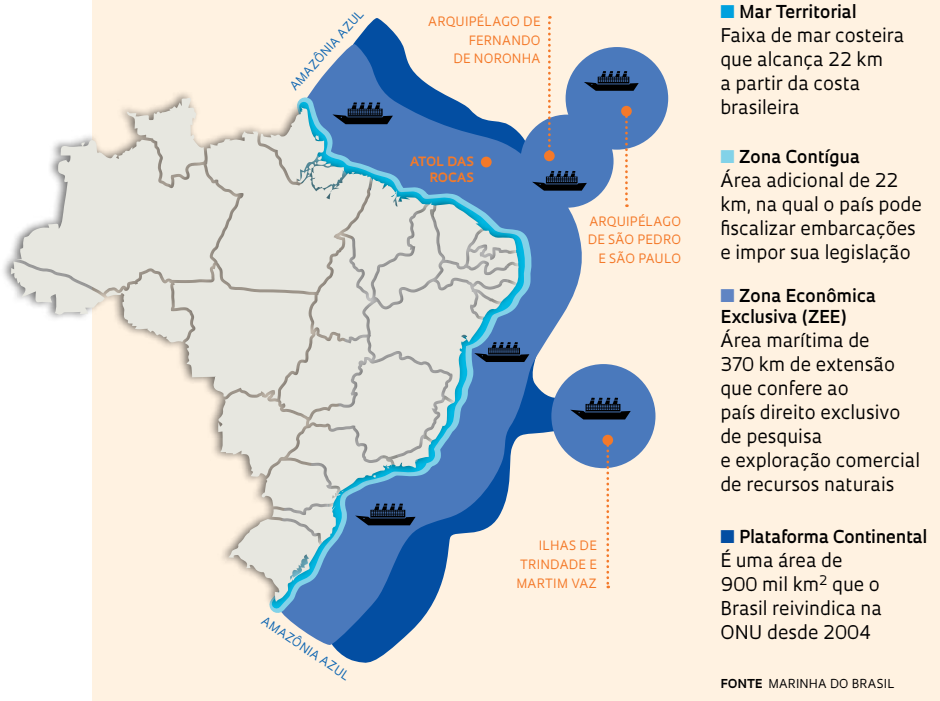 AMAZÔNIA AZUL
ARQUIPÉLAGO DE
FERNANDO
DE NORONHA
ATOL DAS
ROCAS
ARQUIPÉLAGO
DE SÃO PEDRO
E SÃO PAULO
ILHAS DE
TRINDADE E
MARTIM VAZ
AMAZÔNIA AZUL
Mar Territorial
Faixa de mar costeira
que alcança 22 km
a partir da costa
brasileira
Zona Contígua
Área adicional de 22
km, na qual o país pode
fiscalizar embarcações
e impor sua legislação
Zona Econômica
Exclusiva (ZEE)
Área marítima de
370 km de extensão
que confere ao
país direito exclusivo
de pesquisa
e exploração comercial
de recursos naturais
Plataforma Continental
É uma área de
900 mil km² que o
Brasil reivindica na
ONU desde 2004
FONTE MARINHA DO BRASIL